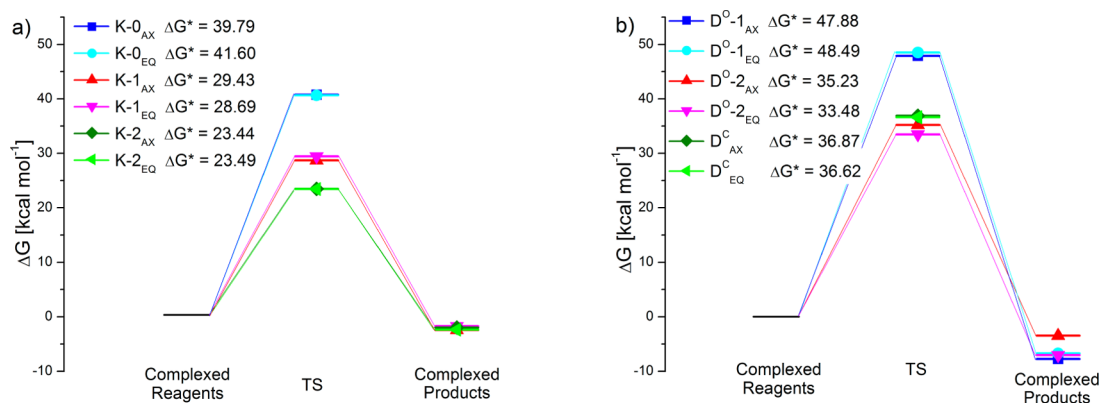 a)
K-0AX ΔG* = 39.79
K-0EQ ΔG* = 41.60
K-1AX ΔG* = 29.43
K-1EQ ΔG* = 28.69
K-2AX ΔG* = 23.44
K-2EQ ΔG* = 23.49
ΔG [kcal mol-1]
50
40
30
20
10
0
-10
Complexed
Reagents
TS
Complexed
Products
b)
DO-1AX ΔG* = 47.88
DO-1EQ ΔG* = 48.49
DO-2AX ΔG* = 35.23
DO-2EQ ΔG* = 33.48
DCAX ΔG* = 36.87
DCEQ ΔG* = 36.62
ΔG [kcal mol-1]
50
40
30
20
10
0
-10
Complexed
Reagents
TS
Complexed
Products